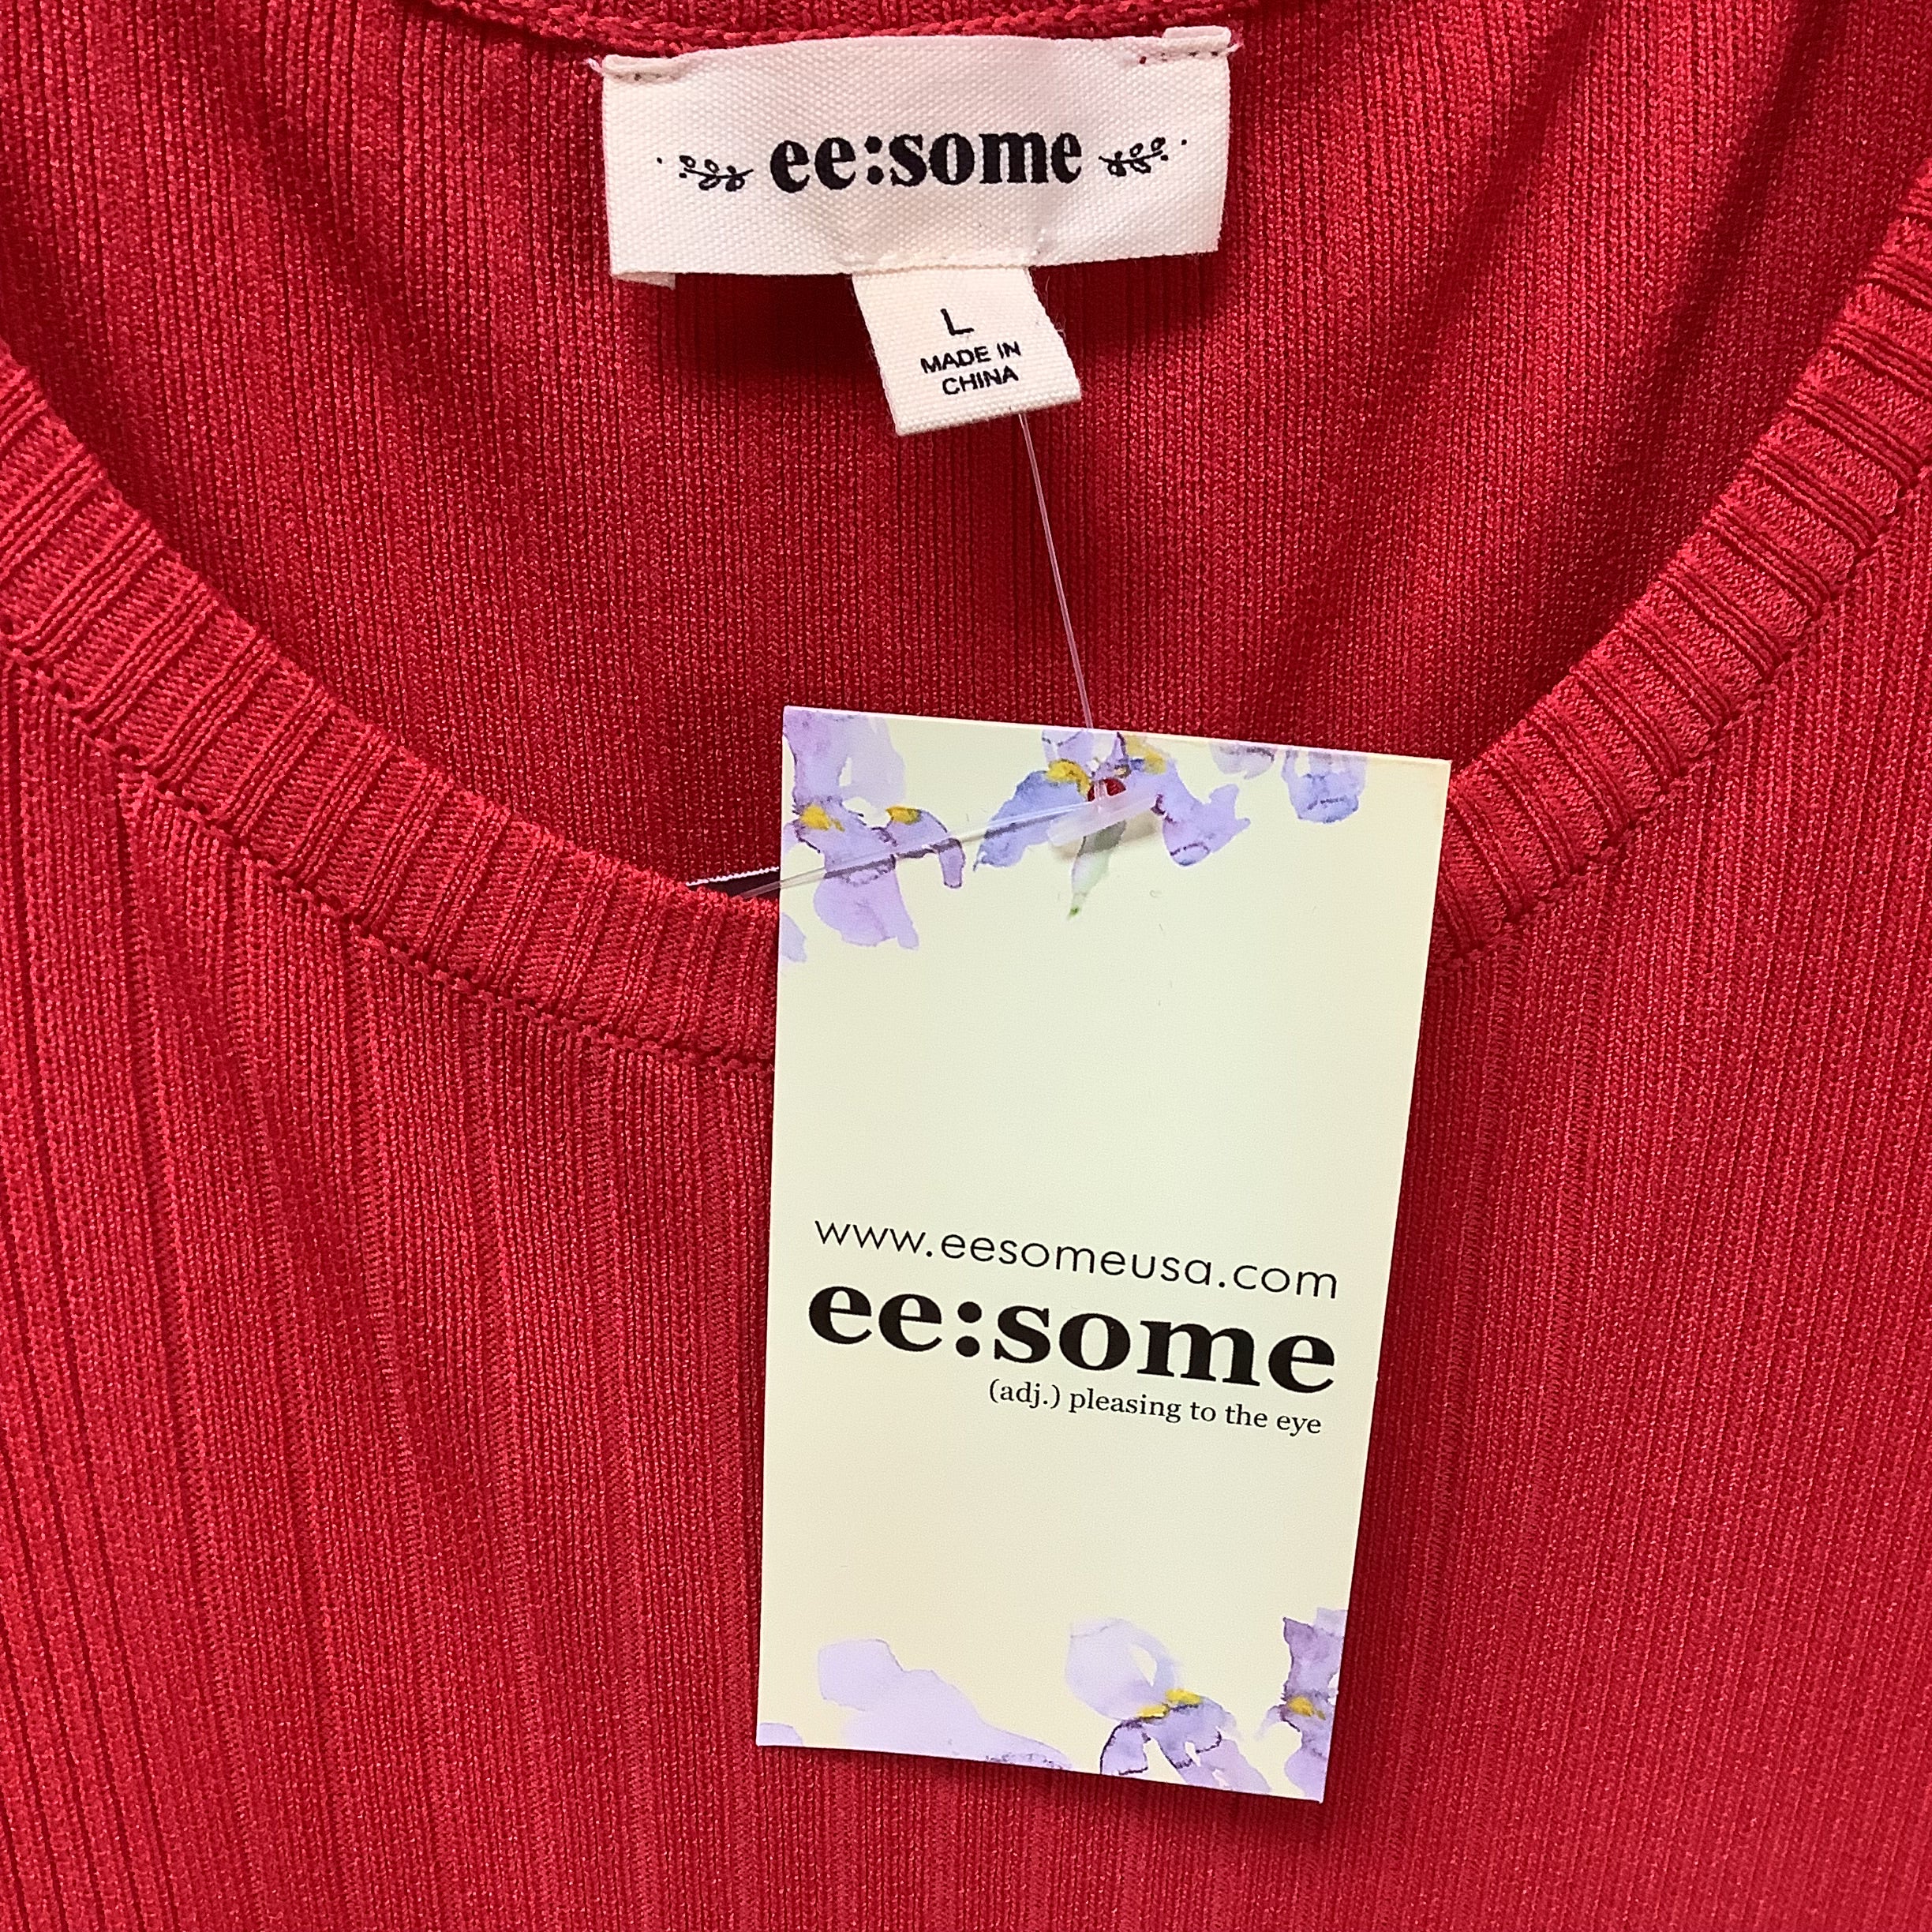 ee:some
L
MADE IN
CHINA
www.eesomeusa.com
ee:some
(adj.) pleasing to the eye